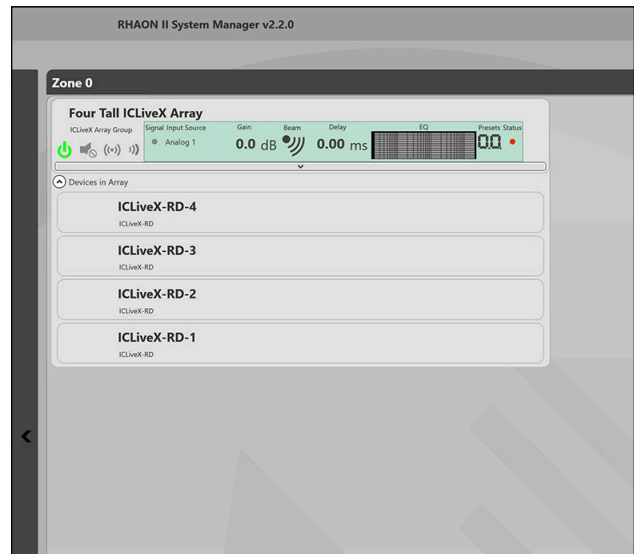 RHAON II System Manager v2.2.0
Zone 0
Four Tall ICLiveX Array
ICLiveX Array Group Signal Input Source Gain Beam Delay EQ Presets Status
Analog 1 0.0 dB 0.00 ms 0.0.
Devices in Array
ICLiveX-RD-4
ICLiveX-RD
ICLiveX-RD-3
ICLiveX-RD
ICLiveX-RD-2
ICLiveX-RD
ICLiveX-RD-1
ICLiveX-RD